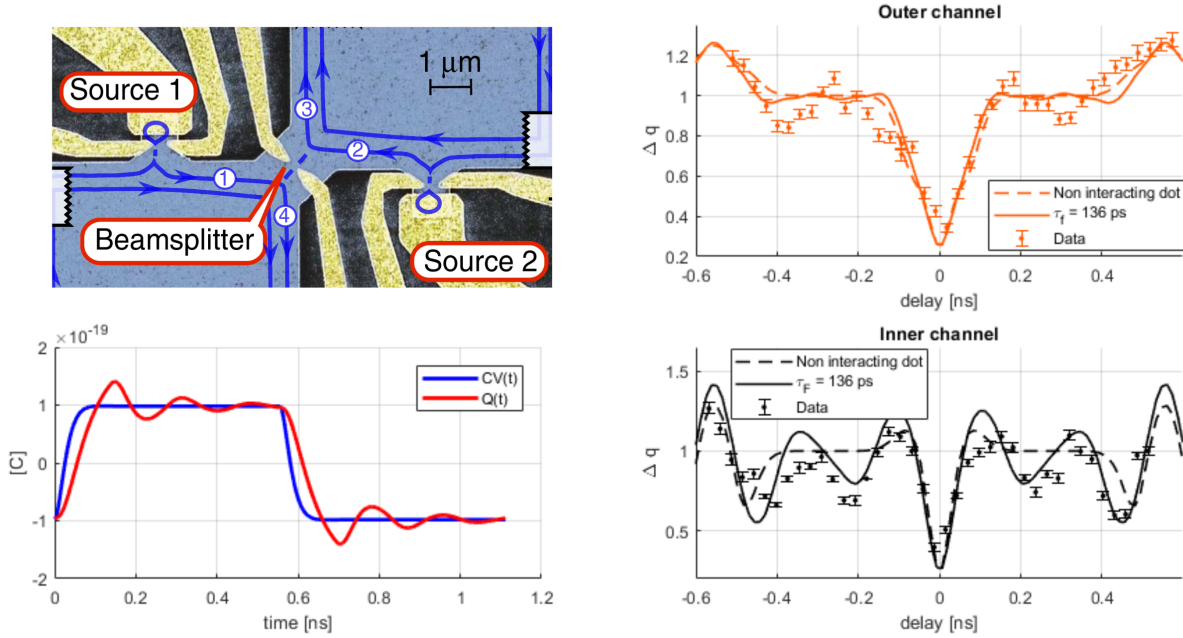 1 μm
Source 1
3
2
1
4
Beamsplitter
Source 2
Outer channel
1.2
1
0.8
0.6
0.4
0.2
Δ q
-0.6
-0.4
-0.2
0
0.2
0.4
delay [ns]
Non interacting dot
τf = 136 ps
Data
×10-19
2
1
0
-1
-2
[C]
0
0.2
0.4
0.6
0.8
1
1.2
time [ns]
CV(t)
Q(t)
Inner channel
1.5
1
0.5
Δ q
-0.6
-0.4
-0.2
0
0.2
0.4
delay [ns]
Non interacting dot
τF = 136 ps
Data